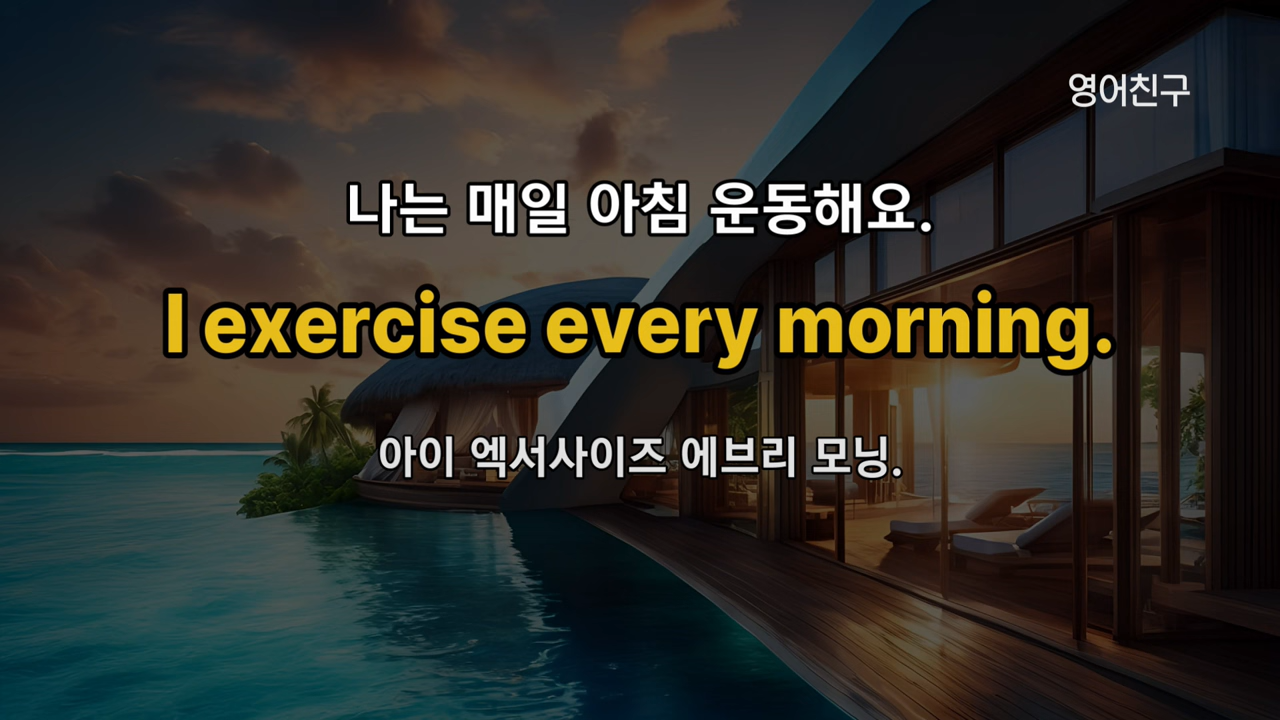 영어친구
나는 매일 아침 운동해요.
I exercise every morning.
아이 엑서사이즈 에브리 모닝.